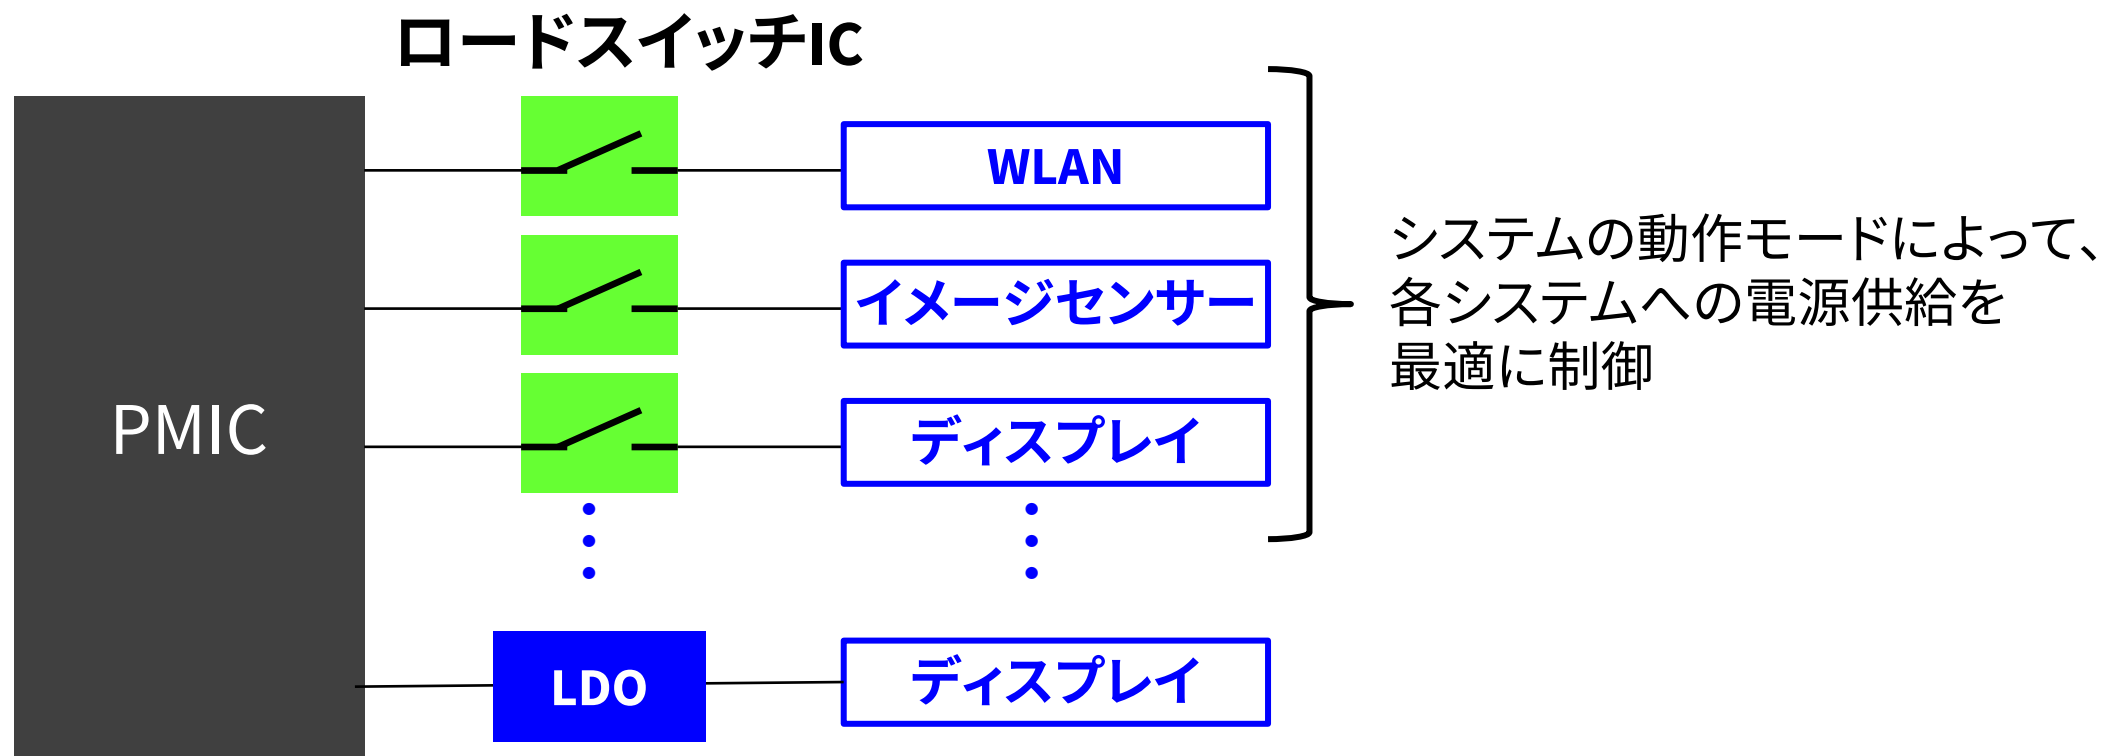 ロードスイッチIC
WLAN
イメージセンサー
ディスプレイ
PMIC
LDO
ディスプレイ
システムの動作モードによって、
各システムへの電源供給を
最適に制御